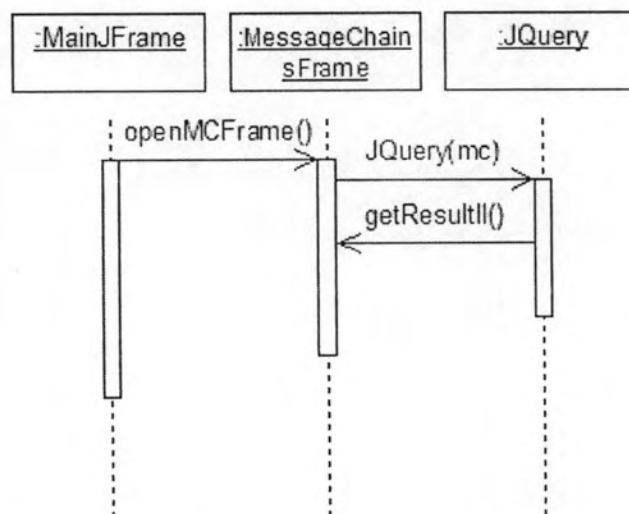 :MainJFrame
:MessageChain
sFrame
:JQuery
openMCFrame()
JQuery(mc)
getResultII()